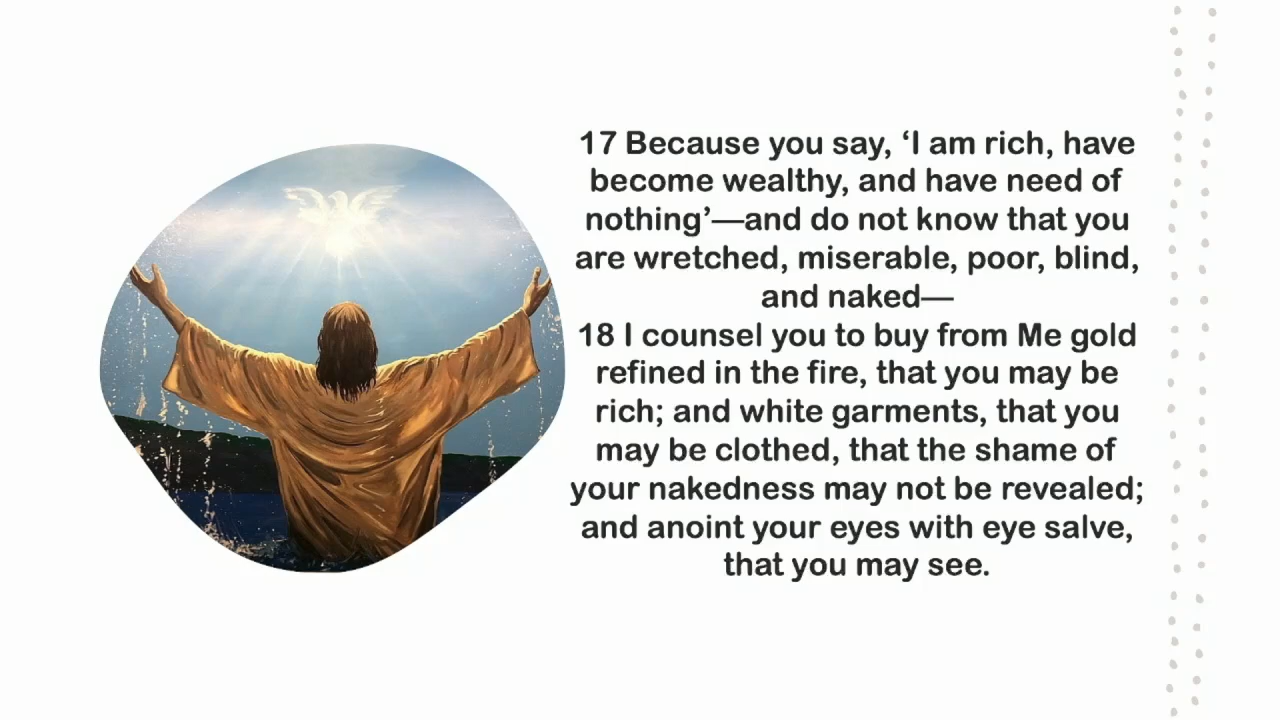 17 Because you say, ‘I am rich, have
become wealthy, and have need of
nothing’—and do not know that you
are wretched, miserable, poor, blind,
and naked—
18 I counsel you to buy from Me gold
refined in the fire, that you may be
rich; and white garments, that you
may be clothed, that the shame of
your nakedness may not be revealed;
and anoint your eyes with eye salve,
that you may see.